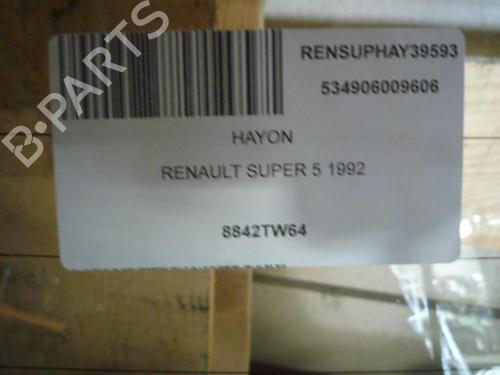 RENSUPHAY39593
534906009606
HAYON
RENAULT SUPER 5 1992
8842TW64
B-PARTS